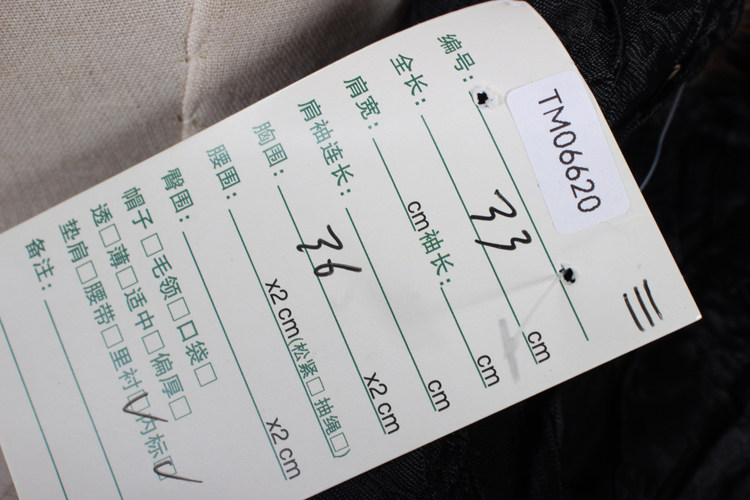 编号: TM06620
全长: 33 cm
肩宽: cm 袖长: cm
肩袖连长: cm
胸围: 36 x2 cm
腰围: x2 cm (松紧□ 抽绳□)
臀围: x2 cm
帽子□ 毛领□ 口袋□
透□ 薄□ 适中□ 偏厚□
垫肩□ 腰带□ 里衬☑ 内标☑
备注:
三